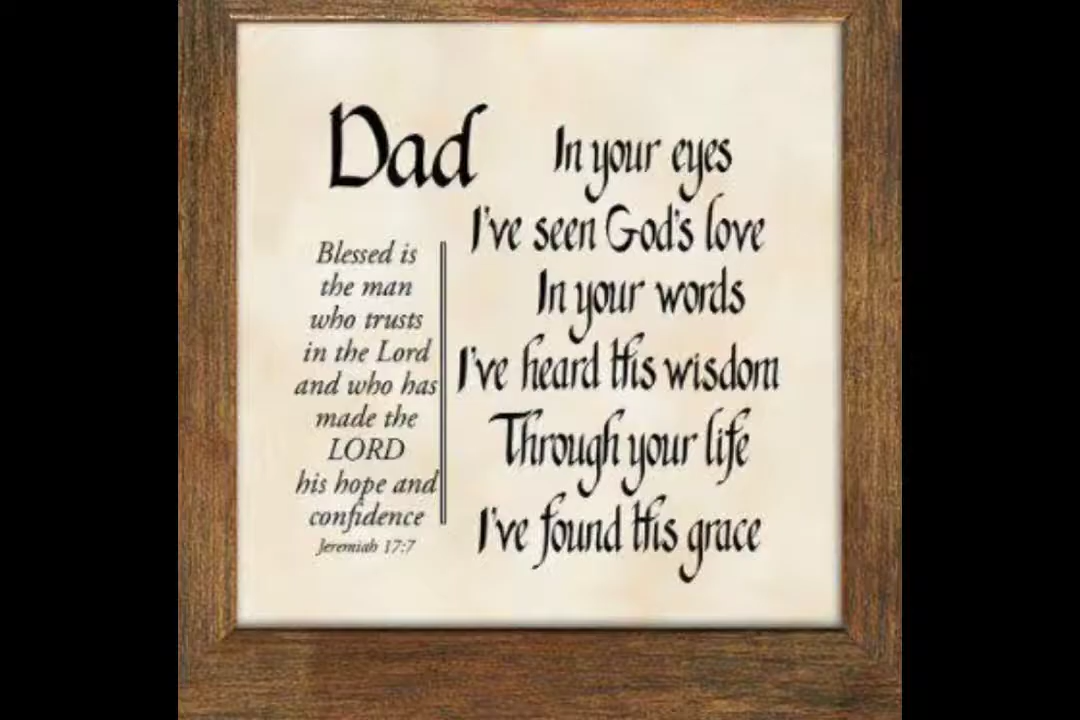 Dad
Blessed is
the man
who trusts
in the Lord
and who has
made the
LORD
his hope and
confidence
Jeremiah 17:7
In your eyes
I've seen God's love
In your words
I've heard His wisdom
Through your life
I've found His grace